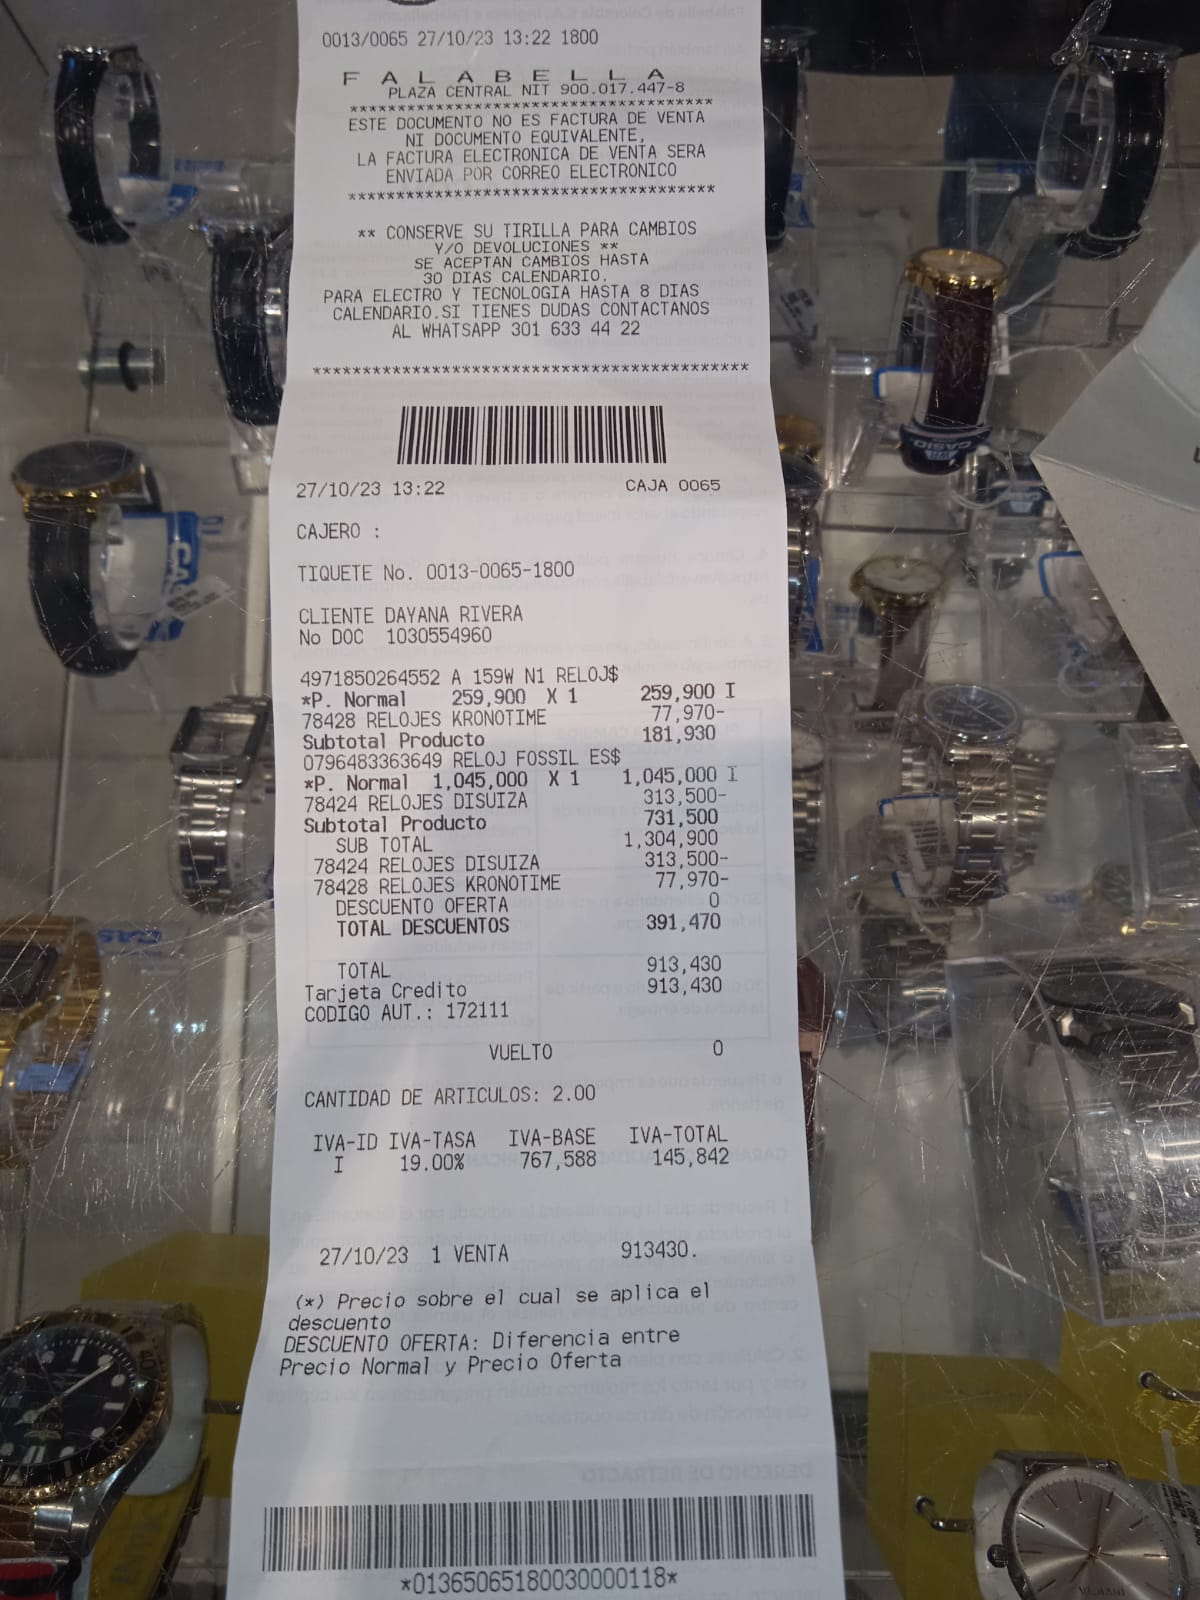 0013/0065 27/10/23 13:22 1800
F A L A B E L L A
PLAZA CENTRAL NIT 900.017.447-8
*************************************
ESTE DOCUMENTO NO ES FACTURA DE VENTA
NI DOCUMENTO EQUIVALENTE,
LA FACTURA ELECTRONICA DE VENTA SERA
ENVIADA POR CORREO ELECTRONICO
*************************************
** CONSERVE SU TIRILLA PARA CAMBIOS
Y/O DEVOLUCIONES **
SE ACEPTAN CAMBIOS HASTA
30 DIAS CALENDARIO.
PARA ELECTRO Y TECNOLOGIA HASTA 8 DIAS
CALENDARIO.SI TIENES DUDAS CONTACTANOS
AL WHATSAPP 301 633 44 22
********************************************
27/10/23 13:22 CAJA 0065
CAJERO :
TIQUETE No. 0013-0065-1800
CLIENTE DAYANA RIVERA
No DOC 1030554960
4971850264552 A 159W N1 RELOJ$
*P. Normal 259,900 X 1 259,900 I
78428 RELOJES KRONOTIME 77,970-
Subtotal Producto 181,930
0796483363649 RELOJ FOSSIL ES$
*P. Normal 1,045,000 X 1 1,045,000 I
78424 RELOJES DISUIZA 313,500-
Subtotal Producto 731,500
SUB TOTAL 1,304,900
78424 RELOJES DISUIZA 313,500-
78428 RELOJES KRONOTIME 77,970-
DESCUENTO OFERTA 0
TOTAL DESCUENTOS 391,470
TOTAL 913,430
Tarjeta Credito 913,430
CODIGO AUT.: 172111
VUELTO 0
CANTIDAD DE ARTICULOS: 2.00
IVA-ID IVA-TASA IVA-BASE IVA-TOTAL
I 19.00% 767,588 145,842
27/10/23 1 VENTA 913430.
(*) Precio sobre el cual se aplica el
descuento
DESCUENTO OFERTA: Diferencia entre
Precio Normal y Precio Oferta
*01365065180030000118*
CASIO